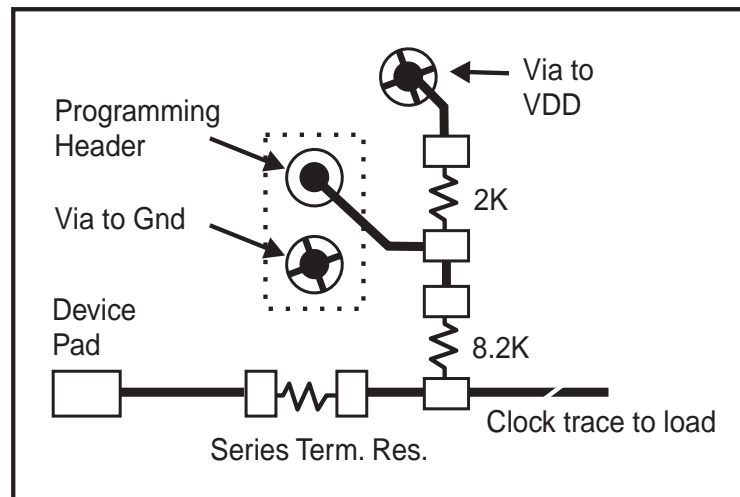 Via to
VDD
Programming
Header
2K
Via to Gnd
Device
Pad
8.2K
Clock trace to load
Series Term. Res.